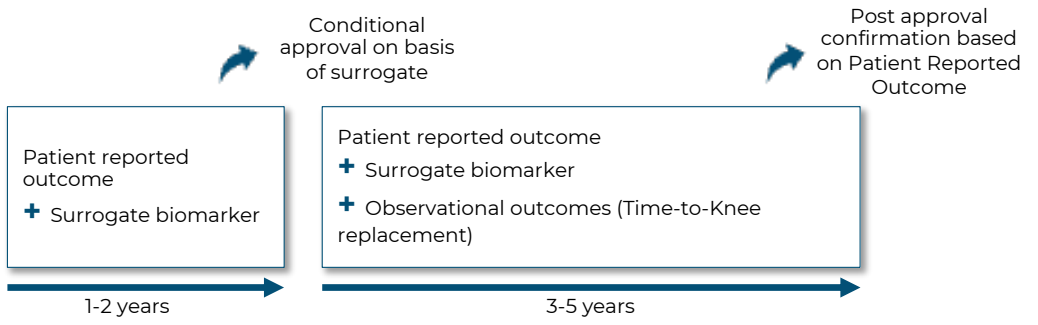 Conditional
approval on basis
of surrogate
Post approval
confirmation based
on Patient Reported
Outcome
Patient reported
outcome
+ Surrogate biomarker
Patient reported outcome
+ Surrogate biomarker
+ Observational outcomes (Time-to-Knee
replacement)
1-2 years
3-5 years